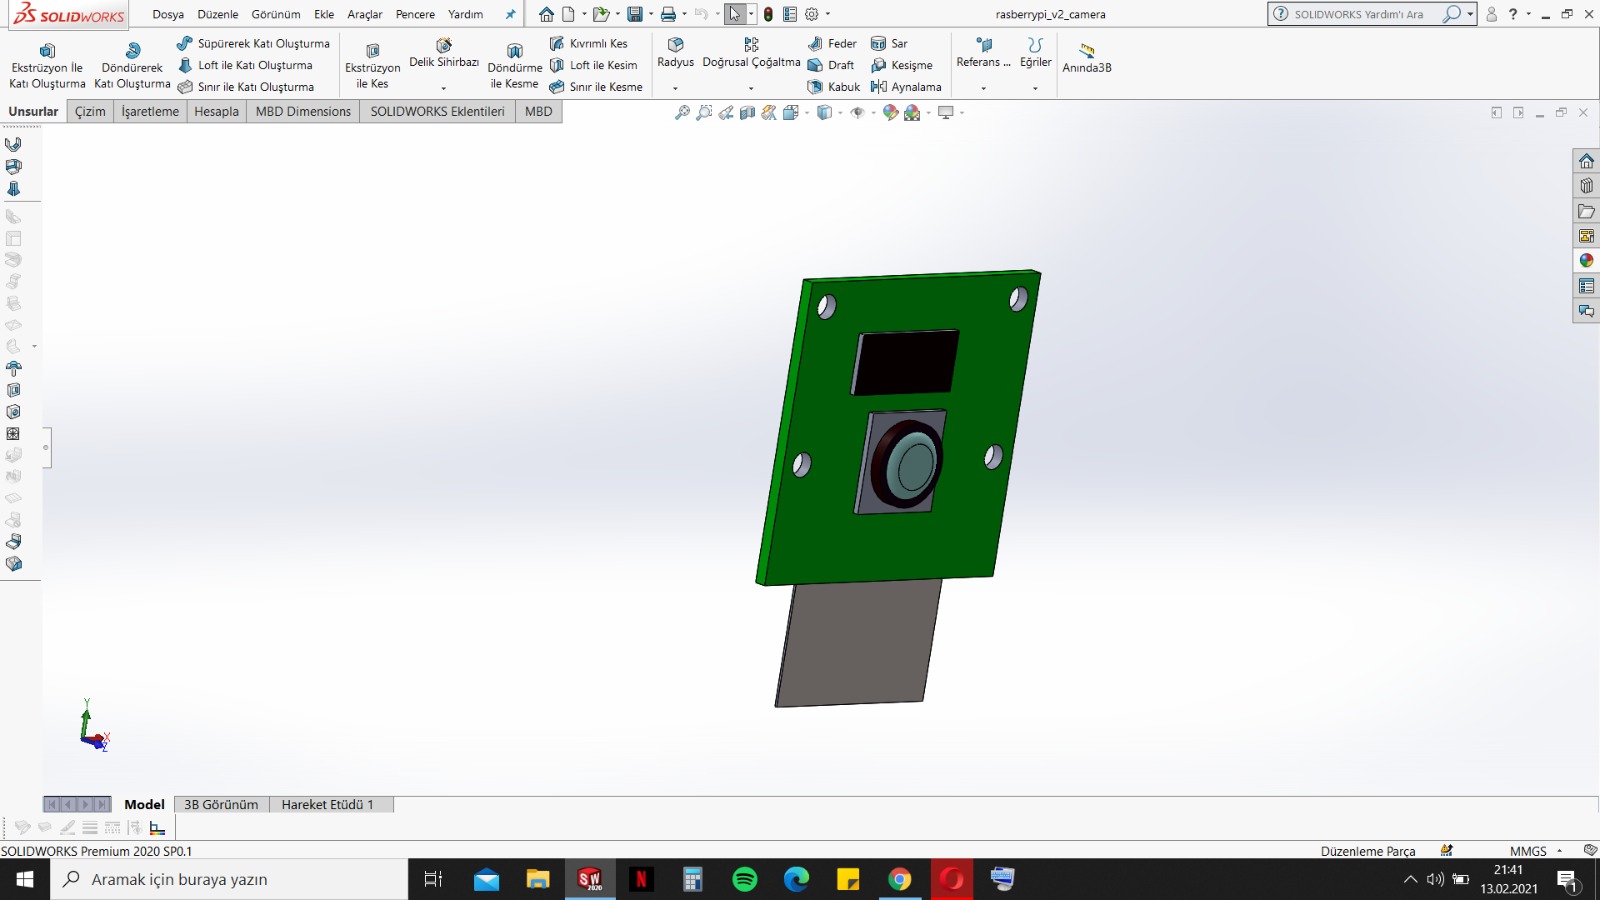 SOLIDWORKS
Dosya Düzenle Görünüm Ekle Araçlar Pencere Yardım
rasberrypi_v2_camera
SOLIDWORKS Yardım'ı Ara
Ekstrüzyon İle Katı Oluşturma
Döndürerek Katı Oluşturma
Süpürerek Katı Oluşturma
Loft ile Katı Oluşturma
Sınır ile Katı Oluşturma
Ekstrüzyon ile Kes
Delik Sihirbazı
Döndürme ile Kesme
Kıvrımlı Kes
Loft ile Kesim
Sınır ile Kesme
Radyus
Doğrusal Çoğaltma
Feder
Draft
Kabuk
Sar
Kesişme
Aynalama
Referans ...
Eğriler
Anında3B
Unsurlar Çizim İşaretleme Hesapla MBD Dimensions SOLIDWORKS Eklentileri MBD
Y
X
Z
Model 3B Görünüm Hareket Etüdü 1
SOLIDWORKS Premium 2020 SP0.1
Düzenleme Parça
MMGS
Aramak için buraya yazın
SW
2020
N
21:41
13.02.2021
1